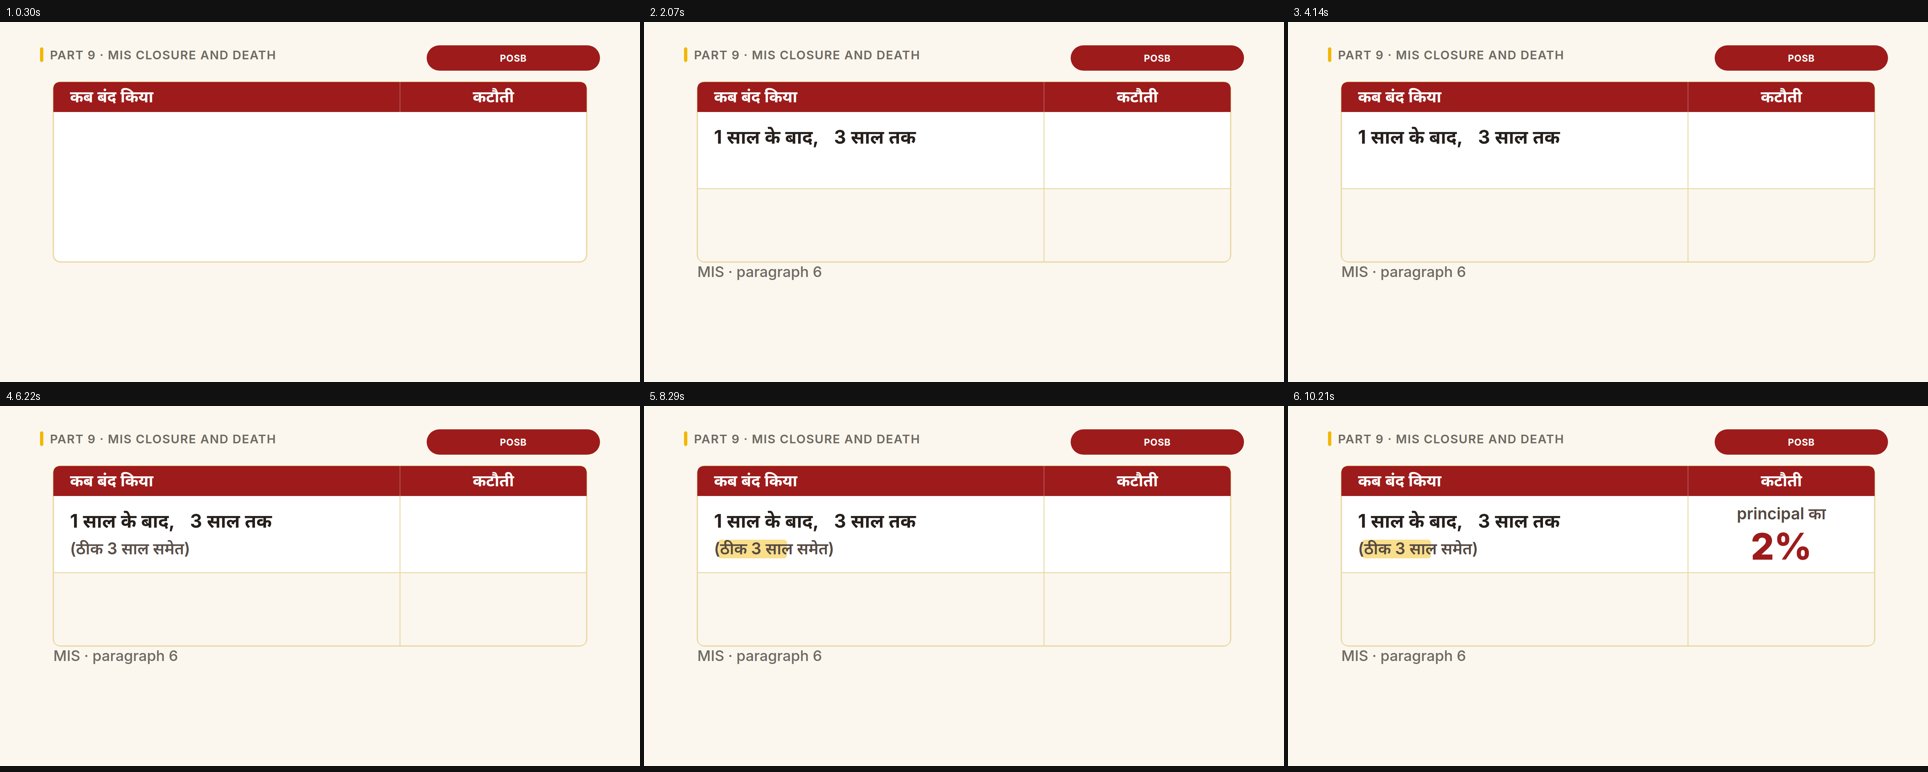 1. 0.30s
PART 9 · MIS CLOSURE AND DEATH
POSB
कब बंद किया
कटौती
2. 2.07s
PART 9 · MIS CLOSURE AND DEATH
POSB
कब बंद किया
कटौती
1 साल के बाद, 3 साल तक
MIS · paragraph 6
3. 4.14s
PART 9 · MIS CLOSURE AND DEATH
POSB
कब बंद किया
कटौती
1 साल के बाद, 3 साल तक
MIS · paragraph 6
4. 6.22s
PART 9 · MIS CLOSURE AND DEATH
POSB
कब बंद किया
कटौती
1 साल के बाद, 3 साल तक
(ठीक 3 साल समेत)
MIS · paragraph 6
5. 8.29s
PART 9 · MIS CLOSURE AND DEATH
POSB
कब बंद किया
कटौती
1 साल के बाद, 3 साल तक
(ठीक 3 साल समेत)
MIS · paragraph 6
6. 10.21s
PART 9 · MIS CLOSURE AND DEATH
POSB
कब बंद किया
कटौती
1 साल के बाद, 3 साल तक
(ठीक 3 साल समेत)
principal का
2%
MIS · paragraph 6